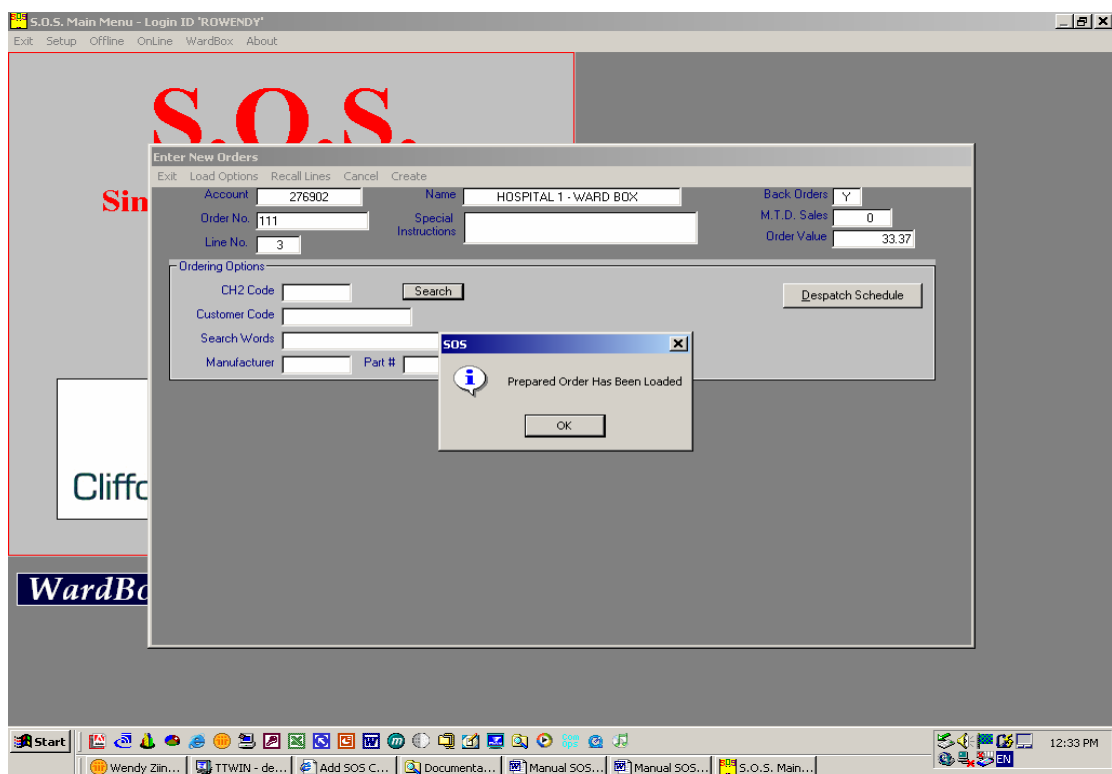 S.O.S. Main Menu - Login ID 'ROWENDY'
Exit Setup Offline OnLine WardBox About
S.O.S.
Sin
Enter New Orders
Exit Load Options Recall Lines Cancel Create
Account 276902 Name HOSPITAL 1 - WARD BOX Back Orders Y
Order No. 111 Special Instructions M.T.D. Sales 0
Line No. 3 Order Value 33.37
Ordering Options
CH2 Code Search Despatch Schedule
Customer Code
Search Words
Manufacturer Part #
SOS
Prepared Order Has Been Loaded
OK
Cliffo
WardBo
Start 12:33 PM
Wendy Ziin... TTWIN - de... Add SOS C... Documenta... Manual SOS... Manual SOS... S.O.S. Main... EN